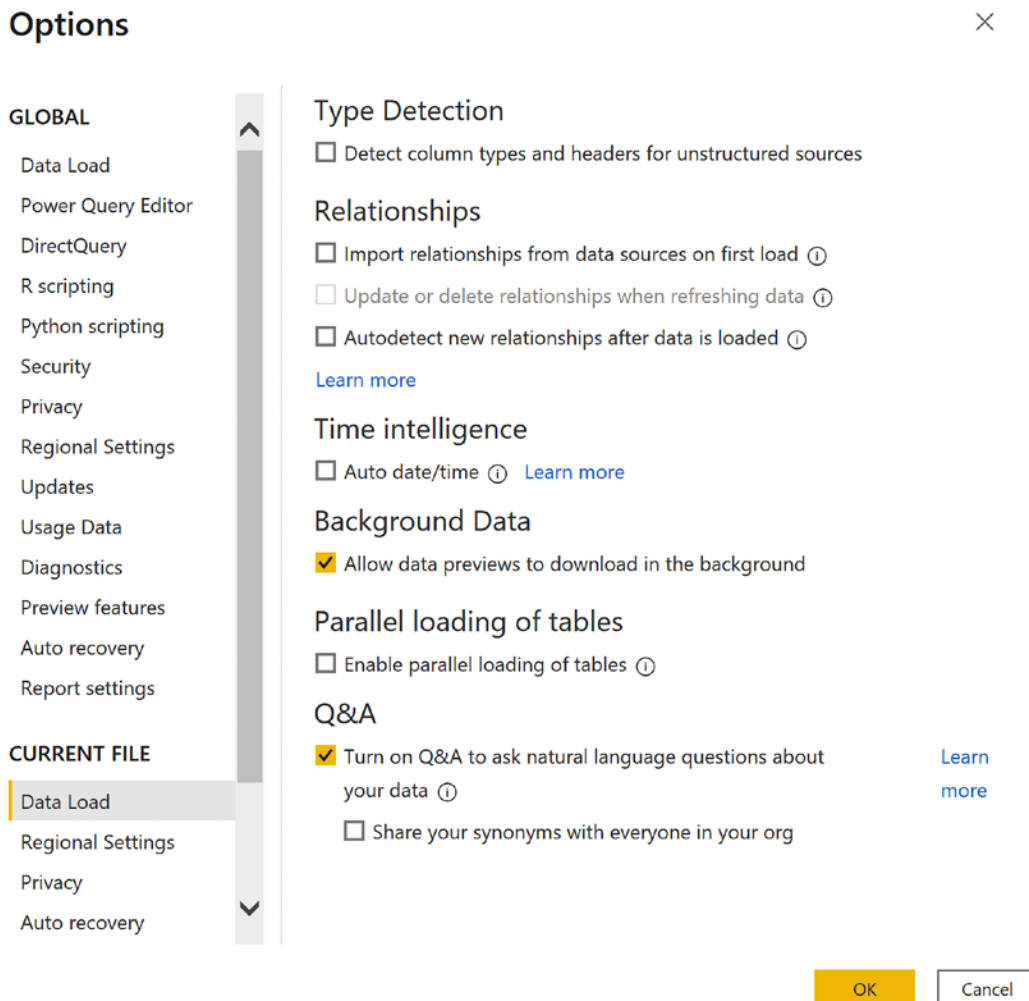 Options
GLOBAL
Data Load
Power Query Editor
DirectQuery
R scripting
Python scripting
Security
Privacy
Regional Settings
Updates
Usage Data
Diagnostics
Preview features
Auto recovery
Report settings
CURRENT FILE
Data Load
Regional Settings
Privacy
Auto recovery
Type Detection
Detect column types and headers for unstructured sources
Relationships
Import relationships from data sources on first load
Update or delete relationships when refreshing data
Autodetect new relationships after data is loaded
Learn more
Time intelligence
Auto date/time Learn more
Background Data
Allow data previews to download in the background
Parallel loading of tables
Enable parallel loading of tables
Q&A
Turn on Q&A to ask natural language questions about Learn
your data more
Share your synonyms with everyone in your org
OK Cancel